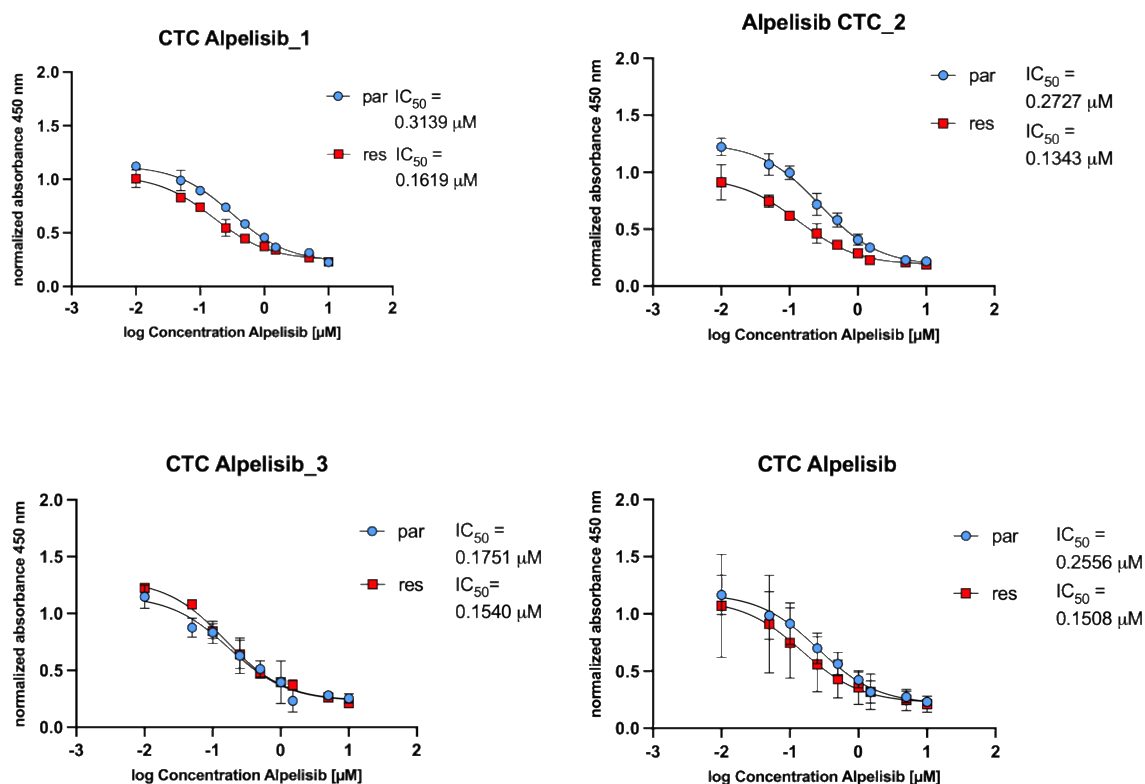 CTC Alpelisib_1
normalized absorbance 450 nm
2.0
1.5
1.0
0.5
0.0
-3 -2 -1 0 1 2
log Concentration Alpelisib [µM]
par IC50 =
0.3139 µM
res IC50 =
0.1619 µM
Alpelisib CTC_2
normalized absorbance 450 nm
2.0
1.5
1.0
0.5
0.0
-3 -2 -1 0 1 2
log Concentration Alpelisib [µM]
par IC50 =
0.2727 µM
res IC50 =
0.1343 µM
CTC Alpelisib_3
normalized absorbance 450 nm
2.0
1.5
1.0
0.5
0.0
-3 -2 -1 0 1 2
log Concentration Alpelisib [µM]
par IC50 =
0.1751 µM
res IC50=
0.1540 µM
CTC Alpelisib
normalized absorbance 450 nm
2.0
1.5
1.0
0.5
0.0
-3 -2 -1 0 1 2
log Concentration Alpelisib [µM]
par IC50 =
0.2556 µM
res IC50 =
0.1508 µM